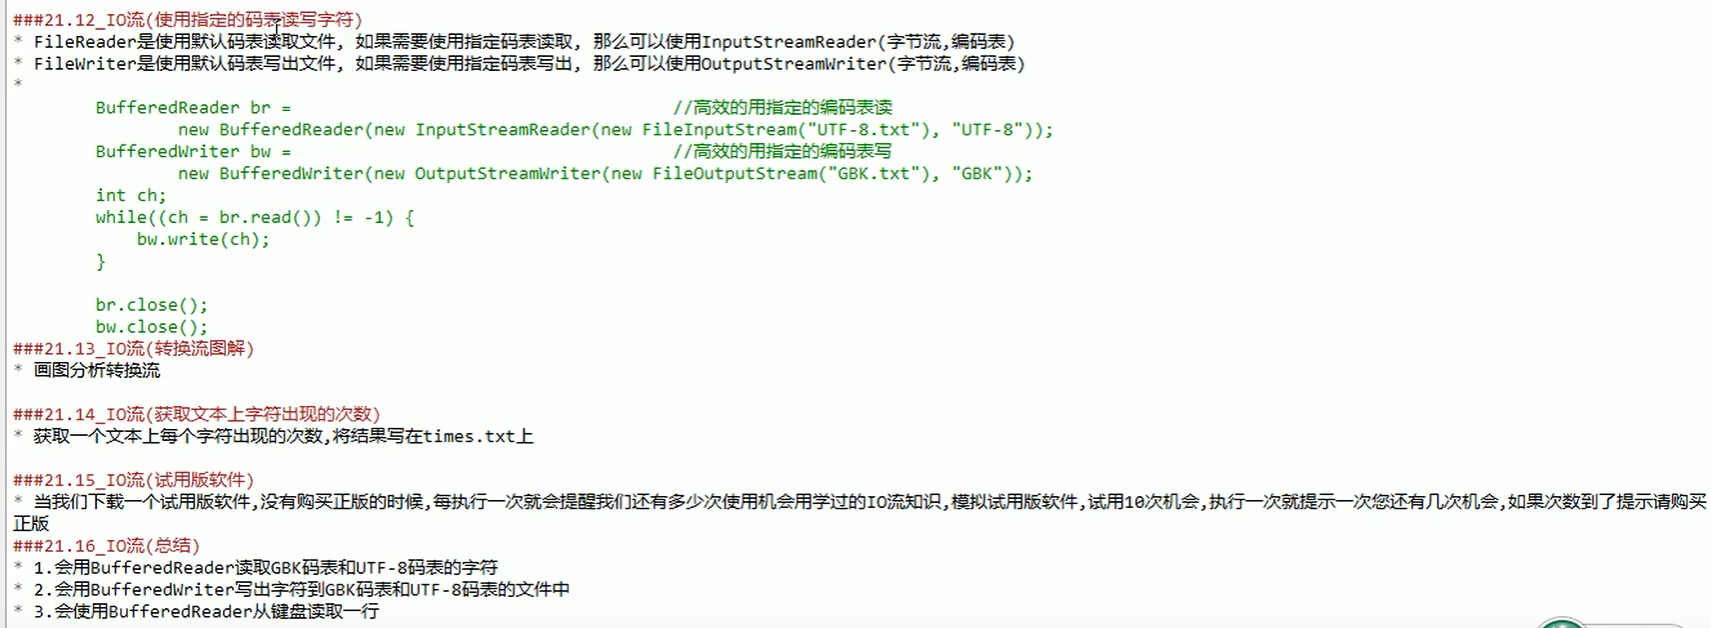 ###21.12_IO流(使用指定的码表读写字符)
* FileReader是使用默认码表读取文件, 如果需要使用指定码表读取, 那么可以使用InputStreamReader(字节流,编码表)
* FileWriter是使用默认码表写出文件, 如果需要使用指定码表写出, 那么可以使用OutputStreamWriter(字节流,编码表)
*
BufferedReader br = //高效的用指定的编码表读
new BufferedReader(new InputStreamReader(new FileInputStream("UTF-8.txt"), "UTF-8"));
BufferedWriter bw = //高效的用指定的编码表写
new BufferedWriter(new OutputStreamWriter(new FileOutputStream("GBK.txt"), "GBK"));
int ch;
while((ch = br.read()) != -1) {
bw.write(ch);
}
br.close();
bw.close();
###21.13_IO流(转换流图解)
* 画图分析转换流
###21.14_IO流(获取文本上字符出现的次数)
* 获取一个文本上每个字符出现的次数,将结果写在times.txt上
###21.15_IO流(试用版软件)
* 当我们下载一个试用版软件,没有购买正版的时候,每执行一次就会提醒我们还有多少次使用机会用学过的IO流知识,模拟试用版软件,试用10次机会,执行一次就提示一次您还有几次机会,如果次数到了提示请购买
正版
###21.16_IO流(总结)
* 1.会用BufferedReader读取GBK码表和UTF-8码表的字符
* 2.会用BufferedWriter写出字符到GBK码表和UTF-8码表的文件中
* 3.会使用BufferedReader从键盘读取一行